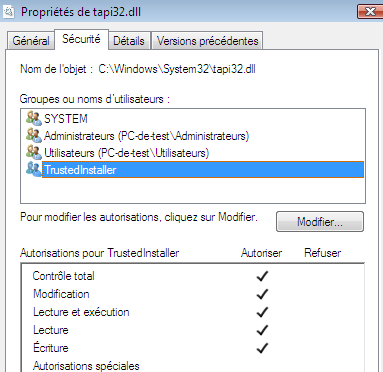 Propriétés de tapi32.dll
Général Sécurité Détails Versions précédentes
Nom de l'objet : C:\Windows\System32\tapi32.dll
Groupes ou noms d'utilisateurs :
SYSTEM
Administrateurs (PC-de-test\Administrateurs)
Utilisateurs (PC-de-test\Utilisateurs)
TrustedInstaller
Pour modifier les autorisations, cliquez sur Modifier.
Modifier...
Autorisations pour TrustedInstaller Autoriser Refuser
Contrôle total
Modification
Lecture et exécution
Lecture
Écriture
Autorisations spéciales